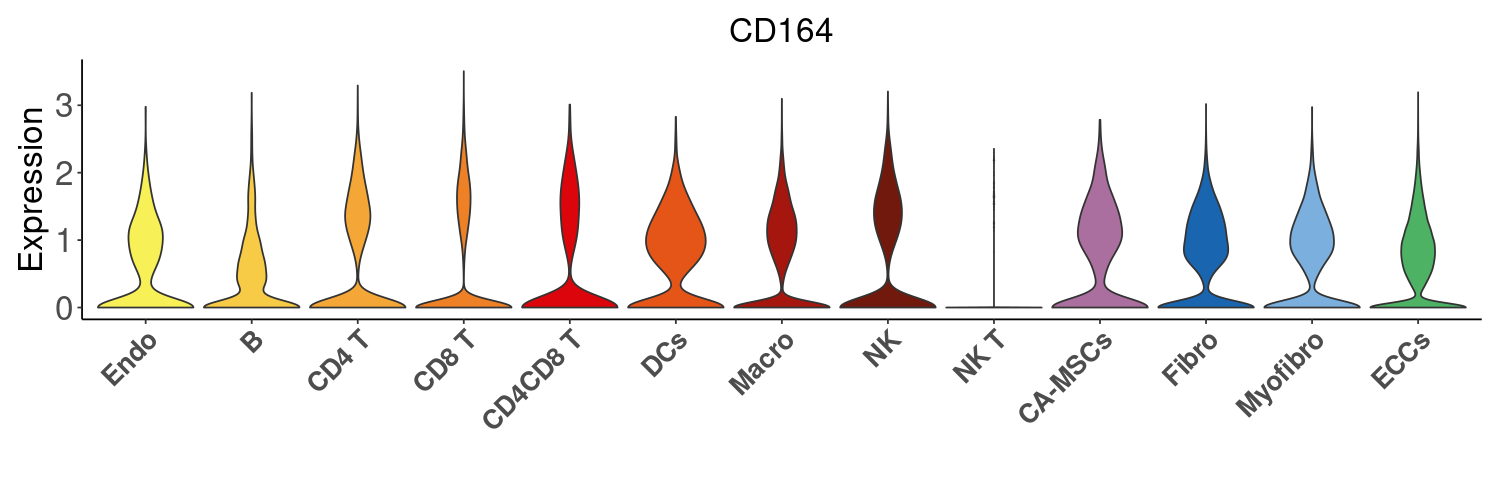 CD164
Expression
3
2
1
0
Endo
B
CD4 T
CD8 T
CD4CD8 T
DCs
Macro
NK
NK T
CA-MSCs
Fibro
Myofibro
ECCs